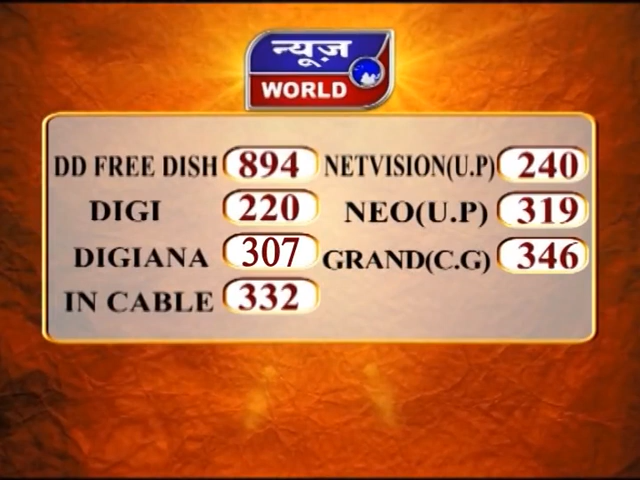 न्यूज़
WORLD
DD FREE DISH 894 NETVISION(U.P) 240
DIGI 220 NEO(U.P) 319
DIGIANA 307 GRAND(C.G) 346
IN CABLE 332